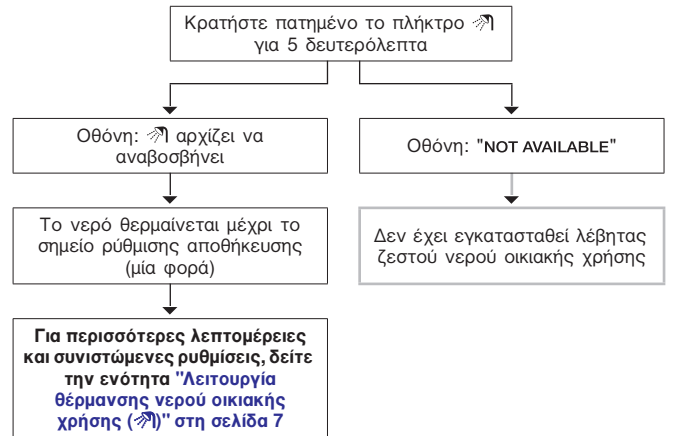 Κρατήστε πατημένο το πλήκτρο
για 5 δευτερόλεπτα
Οθόνη: αρχίζει να
αναβοσβήνει
Το νερό θερμαίνεται μέχρι το
σημείο ρύθμισης αποθήκευσης
(μία φορά)
Για περισσότερες λεπτομέρειες
και συνιστώμενες ρυθμίσεις, δείτε
την ενότητα "Λειτουργία
θέρμανσης νερού οικιακής
χρήσης ()" στη σελίδα 7
Οθόνη: "NOT AVAILABLE"
Δεν έχει εγκατασταθεί λέβητας
ζεστού νερού οικιακής χρήσης